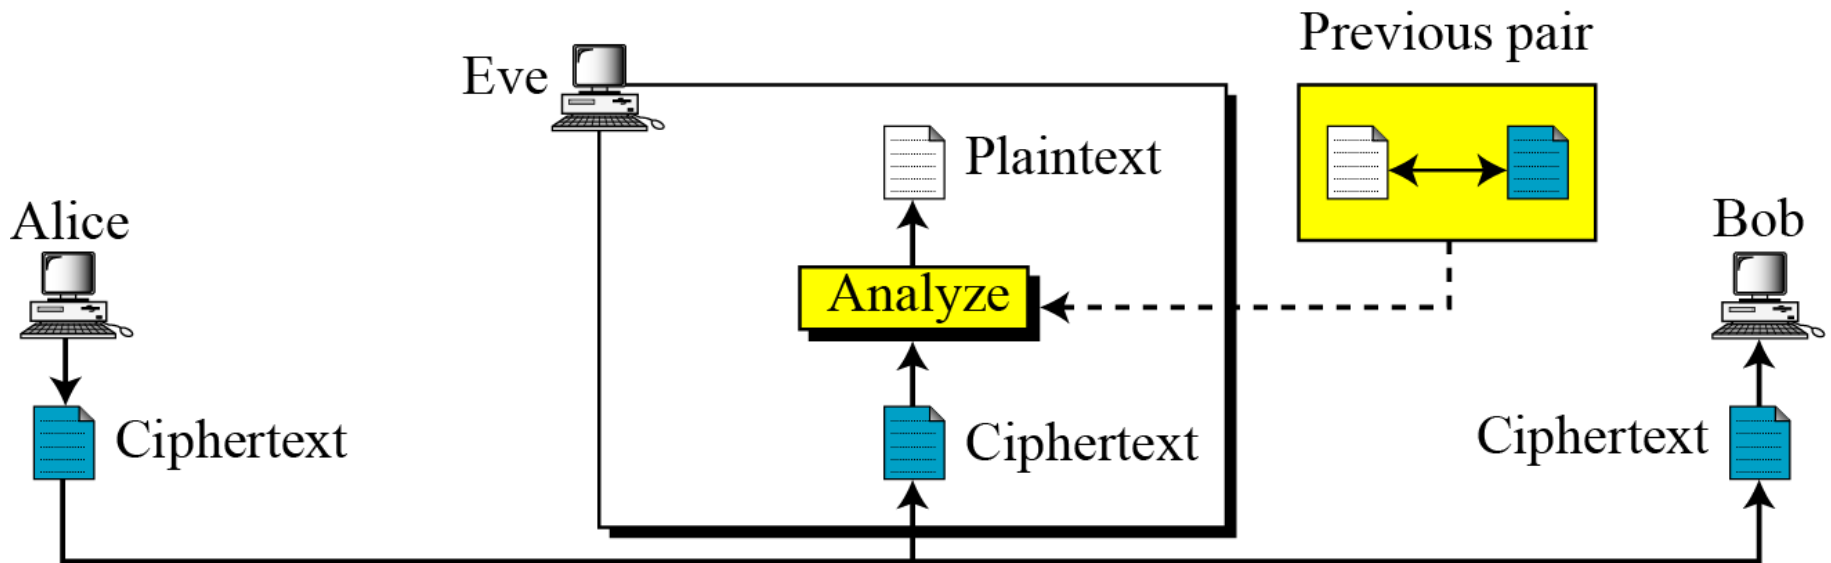 Previous pair
Eve
Plaintext
Alice
Bob
Analyze
Ciphertext
Ciphertext
Ciphertext